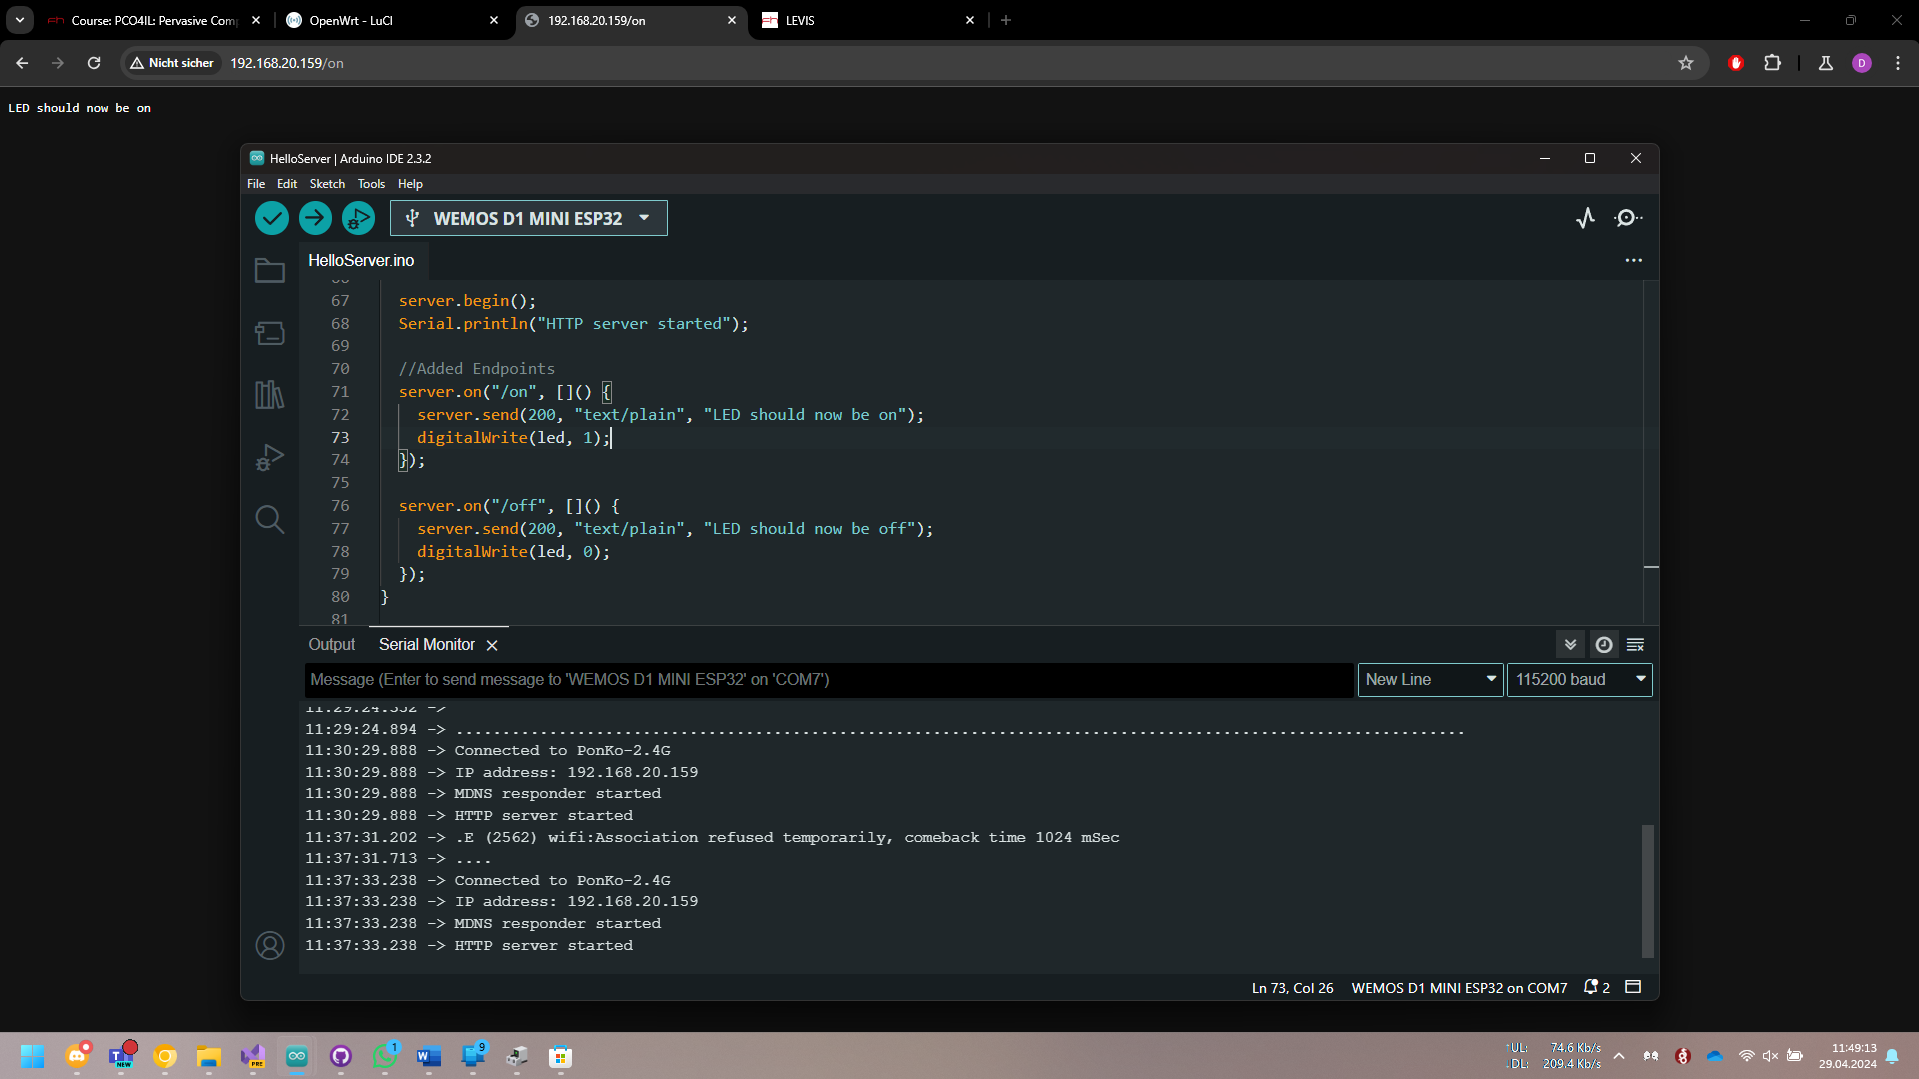 Course: PCO4IL: Pervasive Comp
OpenWrt - LuCI
192.168.20.159/on
LEVIS
Nicht sicher
192.168.20.159/on
D
LED should now be on
HelloServer | Arduino IDE 2.3.2
File Edit Sketch Tools Help
WEMOS D1 MINI ESP32
HelloServer.ino
67 server.begin();
68 Serial.println("HTTP server started");
69
70 //Added Endpoints
71 server.on("/on", []() {
72 server.send(200, "text/plain", "LED should now be on");
73 digitalWrite(led, 1);
74 });
75
76 server.on("/off", []() {
77 server.send(200, "text/plain", "LED should now be off");
78 digitalWrite(led, 0);
79 });
80 }
81
Output Serial Monitor
Message (Enter to send message to 'WEMOS D1 MINI ESP32' on 'COM7')
New Line
115200 baud
11:29:24.894 -> ............................................................................................................
11:30:29.888 -> Connected to PonKo-2.4G
11:30:29.888 -> IP address: 192.168.20.159
11:30:29.888 -> MDNS responder started
11:30:29.888 -> HTTP server started
11:37:31.202 -> .E (2562) wifi:Association refused temporarily, comeback time 1024 mSec
11:37:31.713 -> ....
11:37:33.238 -> Connected to PonKo-2.4G
11:37:33.238 -> IP address: 192.168.20.159
11:37:33.238 -> MDNS responder started
11:37:33.238 -> HTTP server started
Ln 73, Col 26 WEMOS D1 MINI ESP32 on COM7 2
NEW
PRE
1
9
UL: 74.6 Kb/s
DL: 209.4 Kb/s
11:49:13
29.04.2024